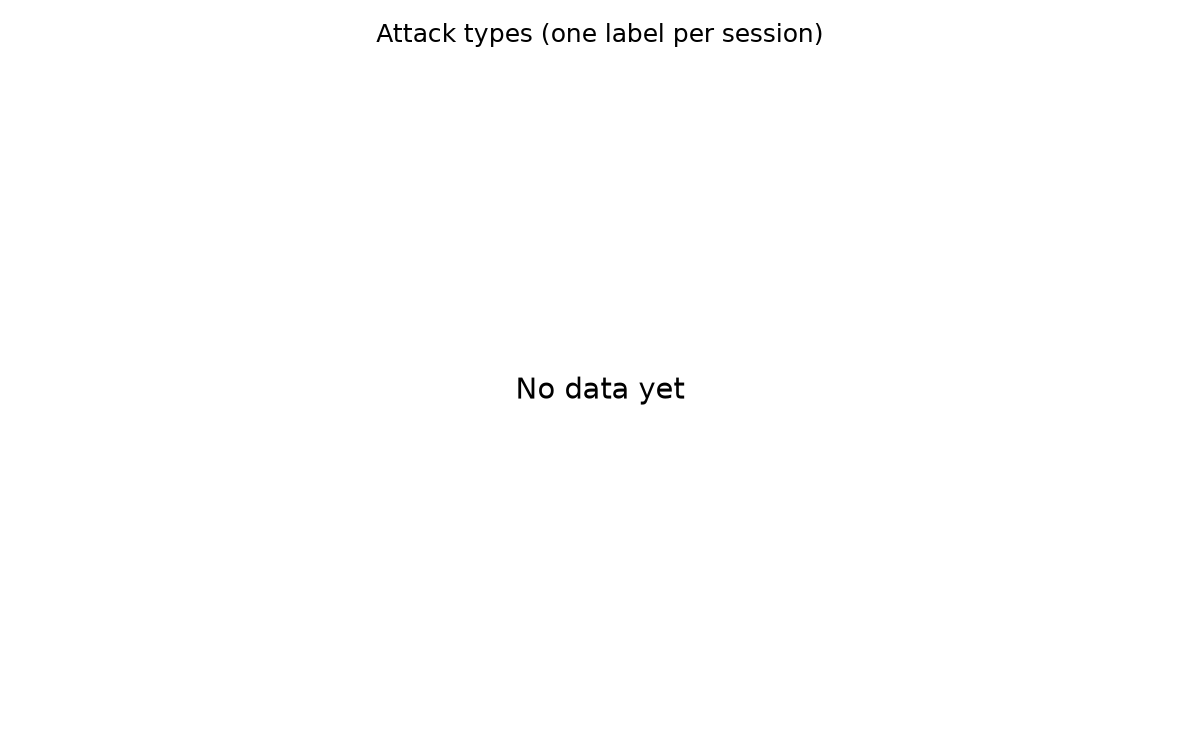 Attack types (one label per session)
No data yet